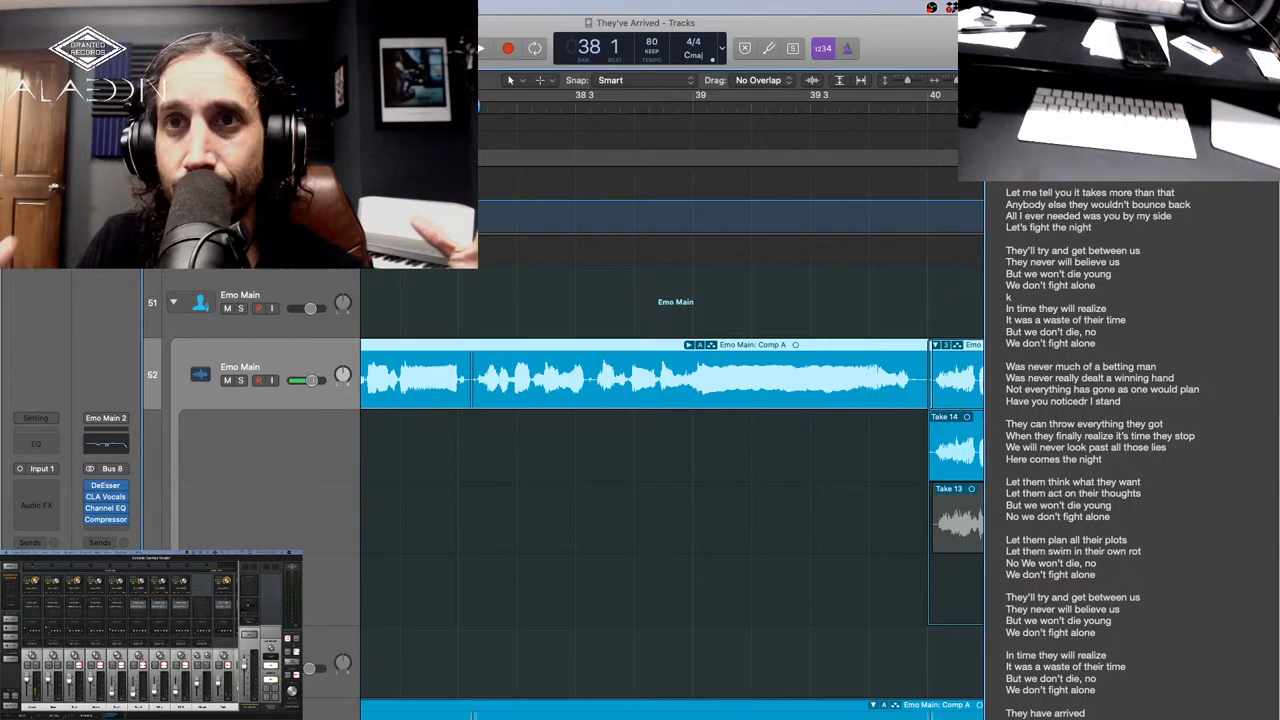 GRANTED
RECORDS
ALADDIN
They've Arrived - Tracks
38 1
BAR BEAT
80
KEEP
TEMPO
4/4
Cmaj
S
1234
Snap: Smart
Drag: No Overlap
38 3
39
39 3
40
51
Emo Main
M S R I
Emo Main
52
Emo Main
M S R I
Emo Main: Comp A
3
Emo
Take 14
Take 13
A Emo Main: Comp A
Setting
Emo Main 2
EQ
Input 1
Bus 8
Audio FX
DeEsser
CLA Vocals
Channel EQ
Compressor
Sends
Sends
Let me tell you it takes more than that
Anybody else they wouldn't bounce back
All I ever needed was you by my side
Let's fight the night
They'll try and get between us
They never will believe us
But we won't die young
We don't fight alone
k
In time they will realize
It was a waste of their time
But we don't die, no
We don't fight alone
Was never much of a betting man
Was never really dealt a winning hand
Not everything has gone as one would plan
Have you noticedr I stand
They can throw everything they got
When they finally realize it's time they stop
We will never look past all those lies
Here comes the night
Let them think what they want
Let them act on their thoughts
But we won't die young
No we don't fight alone
Let them plan all their plots
Let them swim in their own rot
No We won't die, no
We don't fight alone
They'll try and get between us
They never will believe us
But we won't die young
We don't fight alone
In time they will realize
It was a waste of their time
But we don't die, no
We don't fight alone
They have arrived